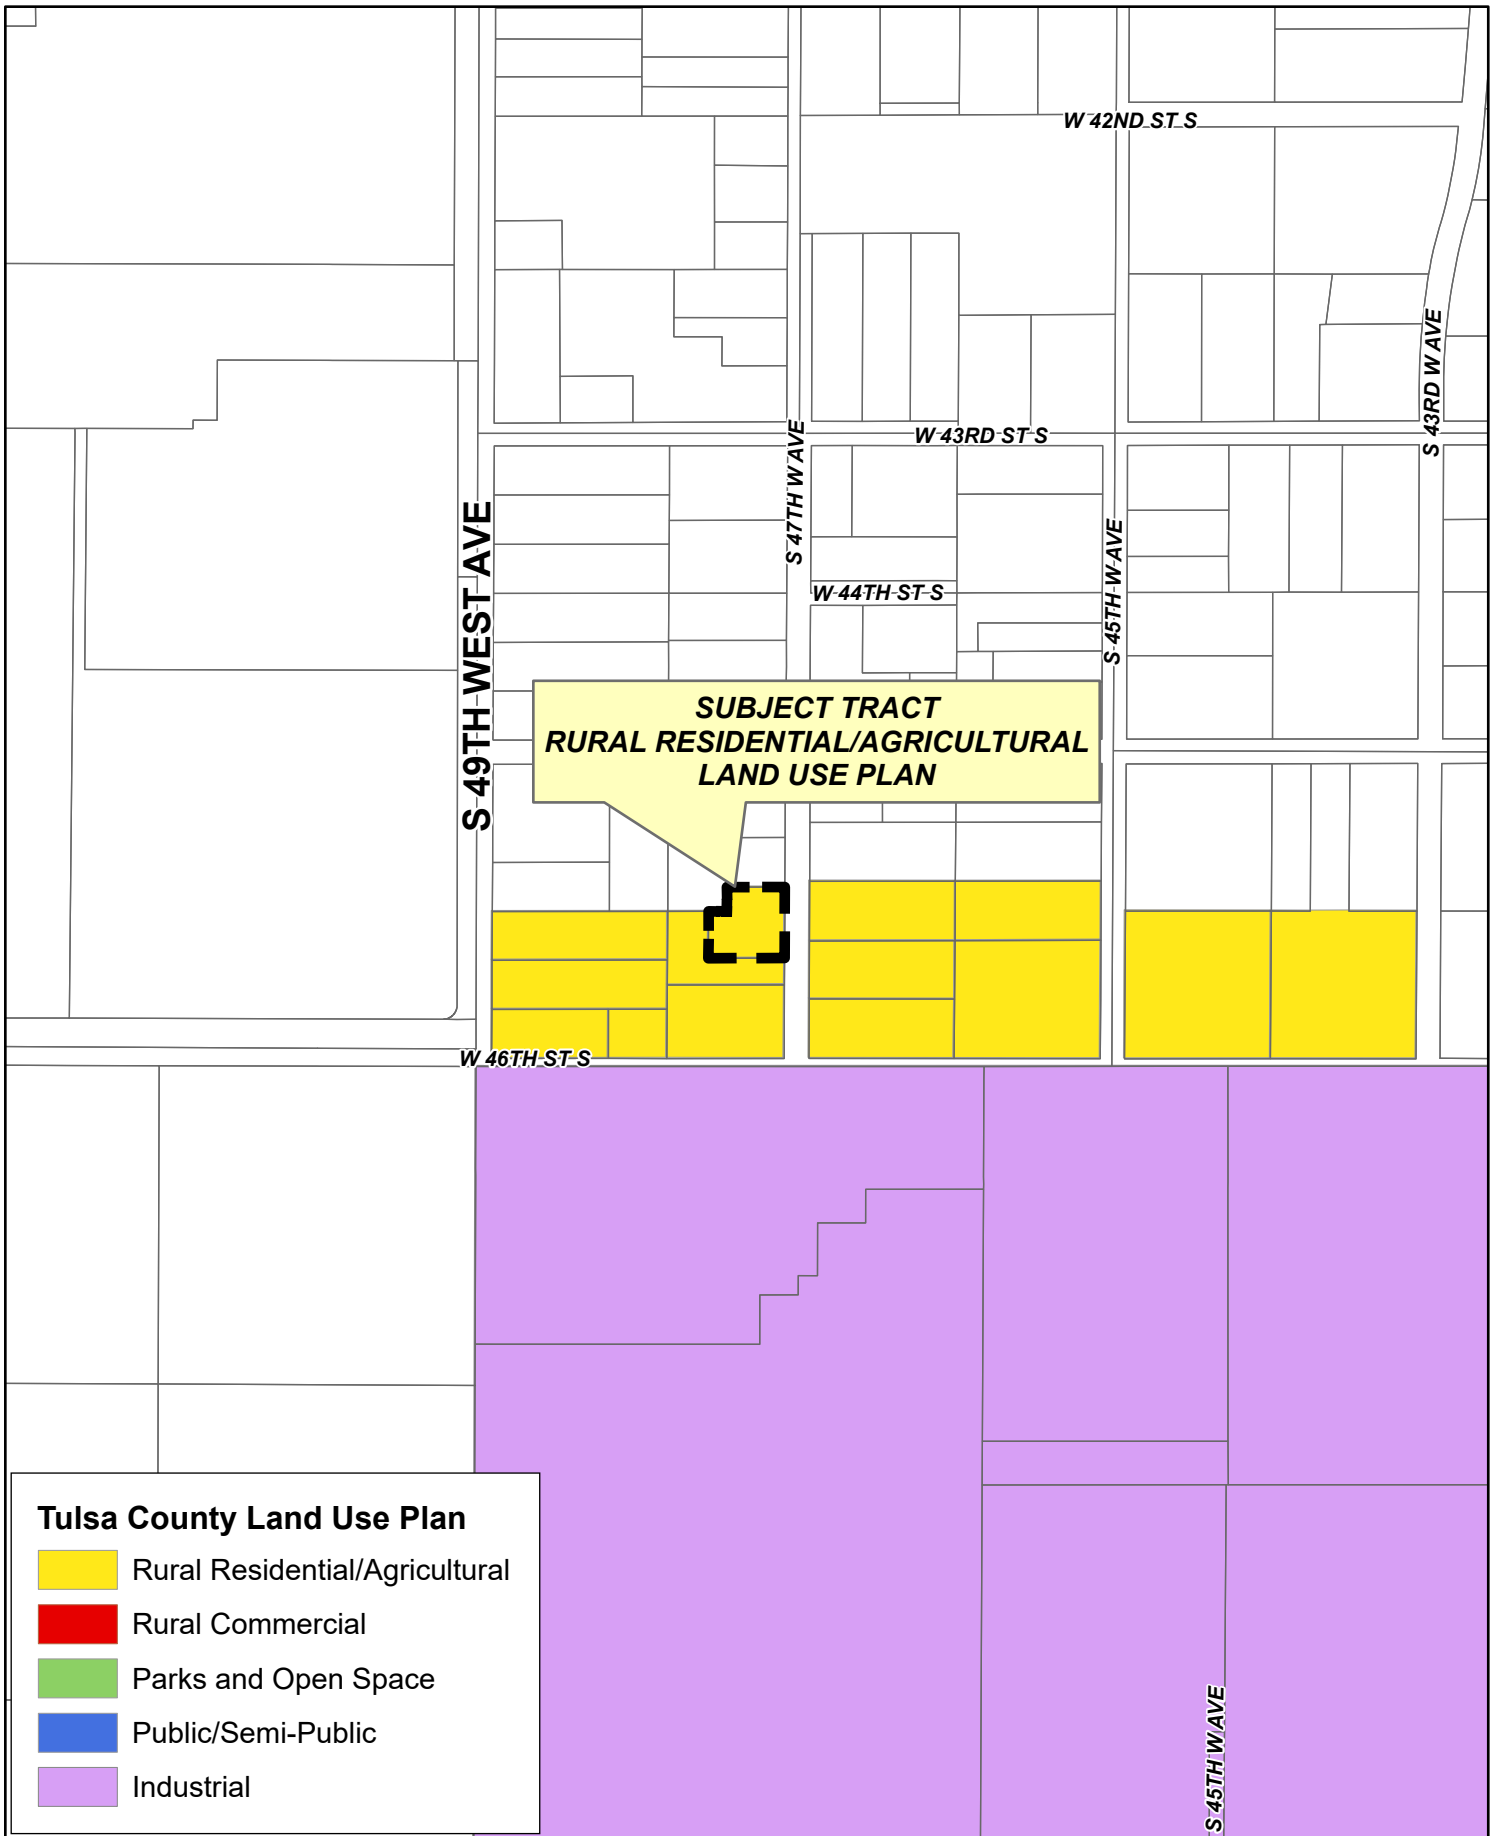 W 42ND ST S
S 43RD W AVE
W 43RD ST S
S 47TH W AVE
S 49TH WEST AVE
S 45TH W AVE
W 44TH ST S
SUBJECT TRACT
RURAL RESIDENTIAL/AGRICULTURAL
LAND USE PLAN
W 46TH ST S
Tulsa County Land Use Plan
Rural Residential/Agricultural
Rural Commercial
Parks and Open Space
Public/Semi-Public
Industrial
S 45TH W AVE